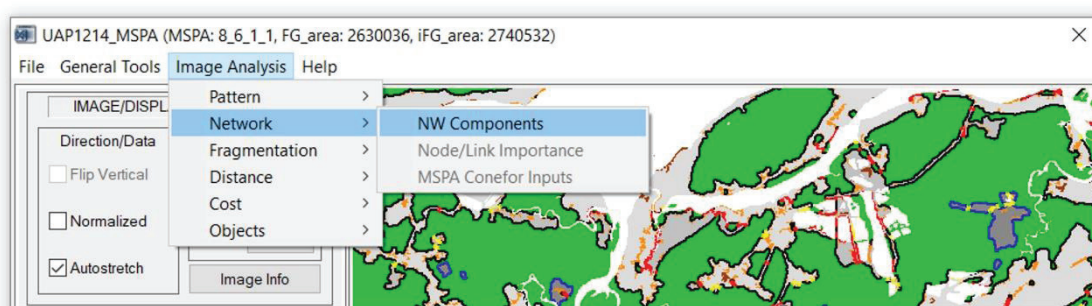 UAP1214_MSPA (MSPA: 8_6_1_1, FG_area: 2630036, iFG_area: 2740532)
File General Tools Image Analysis Help
IMAGE/DISPL
Direction/Data
Flip Vertical
Normalized
Autostretch
Pattern
Network
Fragmentation
Distance
Cost
Objects
NW Components
Node/Link Importance
MSPA Conefor Inputs
Image Info